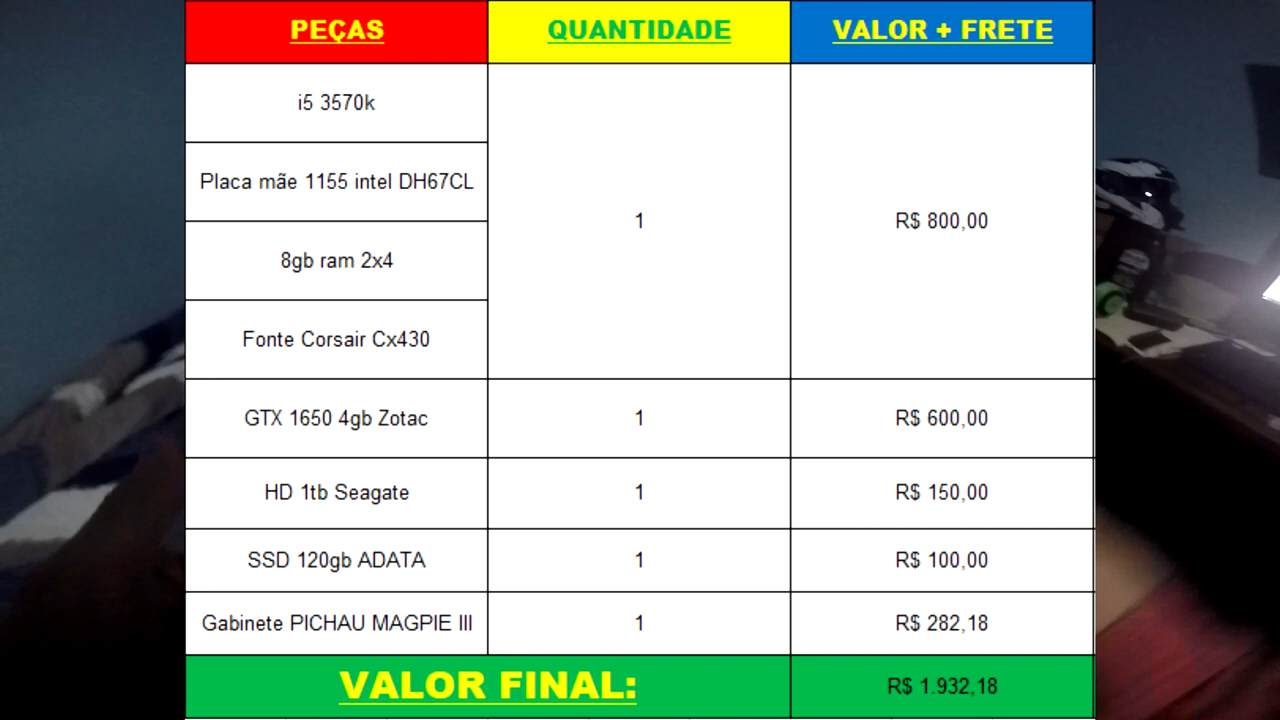 PEÇAS QUANTIDADE VALOR + FRETE
i5 3570k
Placa mãe 1155 intel DH67CL
8gb ram 2x4
Fonte Corsair Cx430
1 R$ 800,00
GTX 1650 4gb Zotac 1 R$ 600,00
HD 1tb Seagate 1 R$ 150,00
SSD 120gb ADATA 1 R$ 100,00
Gabinete PICHAU MAGPIE III 1 R$ 282,18
VALOR FINAL: R$ 1.932,18